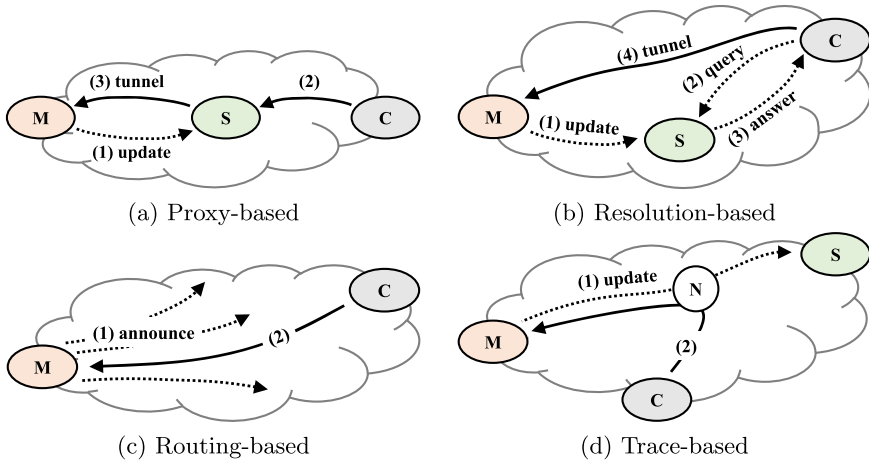 (3) tunnel
(2)
M
S
C
(1) update
(a) Proxy-based
C
(4) tunnel
(2) query
M
(1) update
S
(3) answer
(b) Resolution-based
C
(1) announce
(2)
M
(c) Routing-based
S
(1) update
N
M
(2)
C
(d) Trace-based